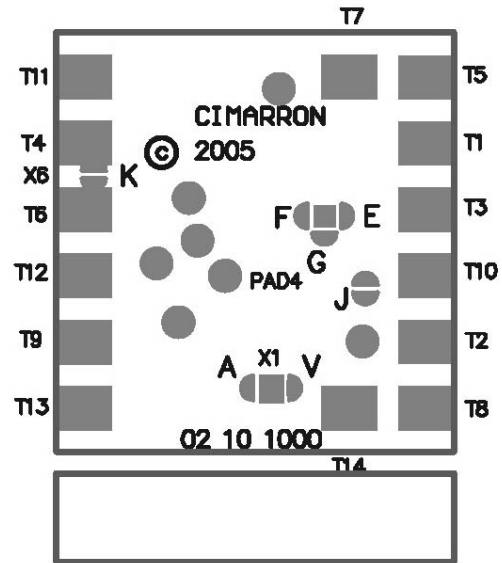 T7
T11
T5
CIMARRON
T4
© 2005
T1
X6
K
T6
F
E
T3
G
T12
PAD4
T10
J
T9
T2
A
X1
V
T13
T8
02 10 1000
T14